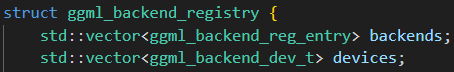 struct ggml_backend_registry {
    std::vector<ggml_backend_reg_entry> backends;
    std::vector<ggml_backend_dev_t> devices;